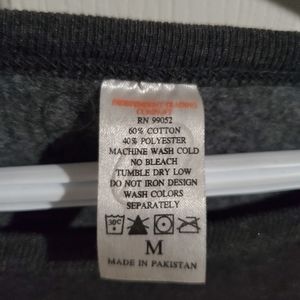 INDEPENDENT TRADING
COMPANY
RN 99052
60% COTTON
40% POLYESTER
MACHINE WASH COLD
NO BLEACH
TUMBLE DRY LOW
DO NOT IRON DESIGN
WASH COLORS
SEPARATELY
30C
M
MADE IN PAKISTAN